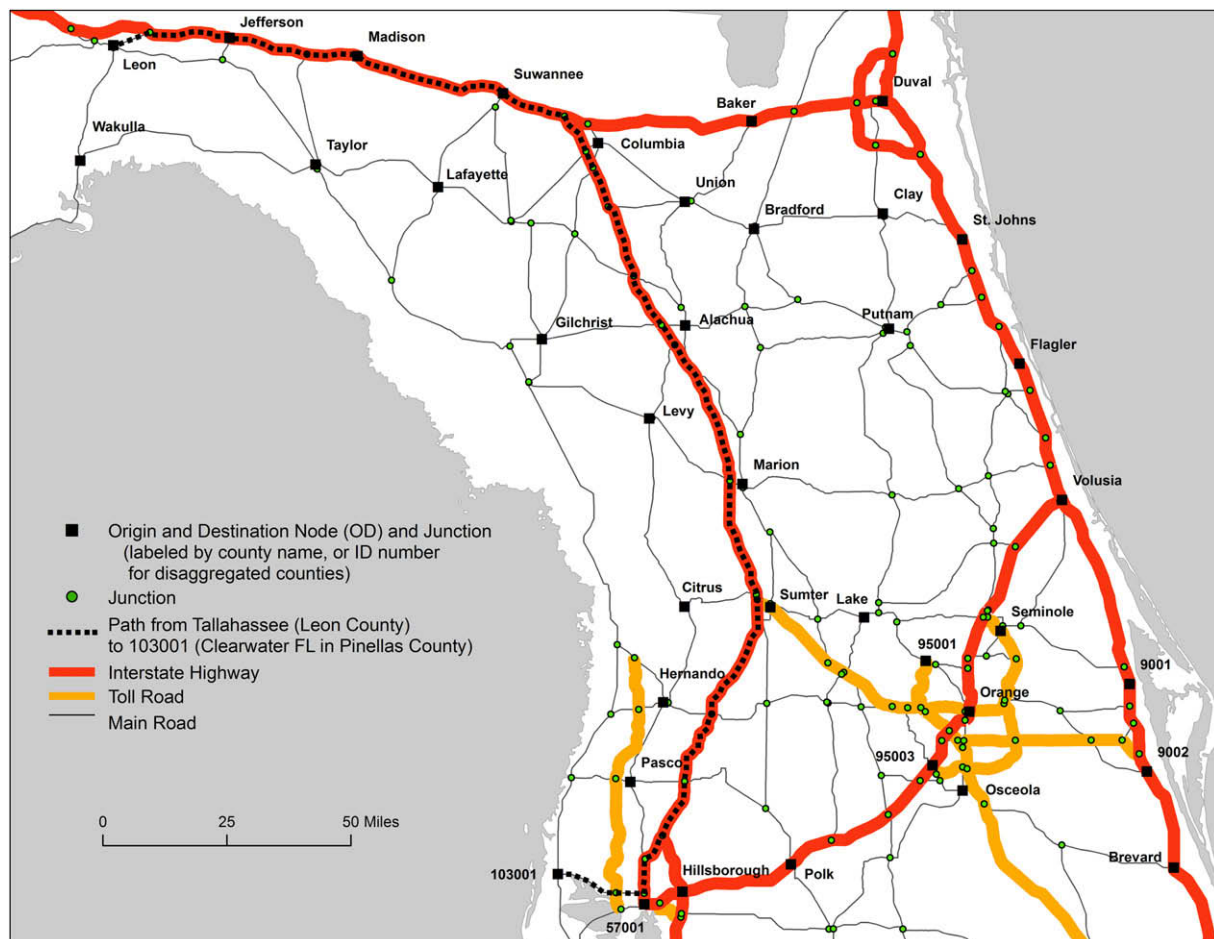 Jefferson
Madison
Leon
Suwannee
Duval
Baker
Wakulla
Columbia
Taylor
Lafayette
Union
Clay
Bradford
St. Johns
Gilchrist
Alachua
Putnam
Flagler
Levy
Marion
Volusia
Origin and Destination Node (OD) and Junction
(labeled by county name, or ID number
for disaggregated counties)
Junction
Path from Tallahassee (Leon County)
to 103001 (Clearwater FL in Pinellas County)
Interstate Highway
Toll Road
Main Road
Citrus
Sumter
Lake
Seminole
95001
9001
Hernando
Orange
95003
9002
Pasco
Osceola
0
25
50 Miles
103001
Hillsborough
Polk
Brevard
57001